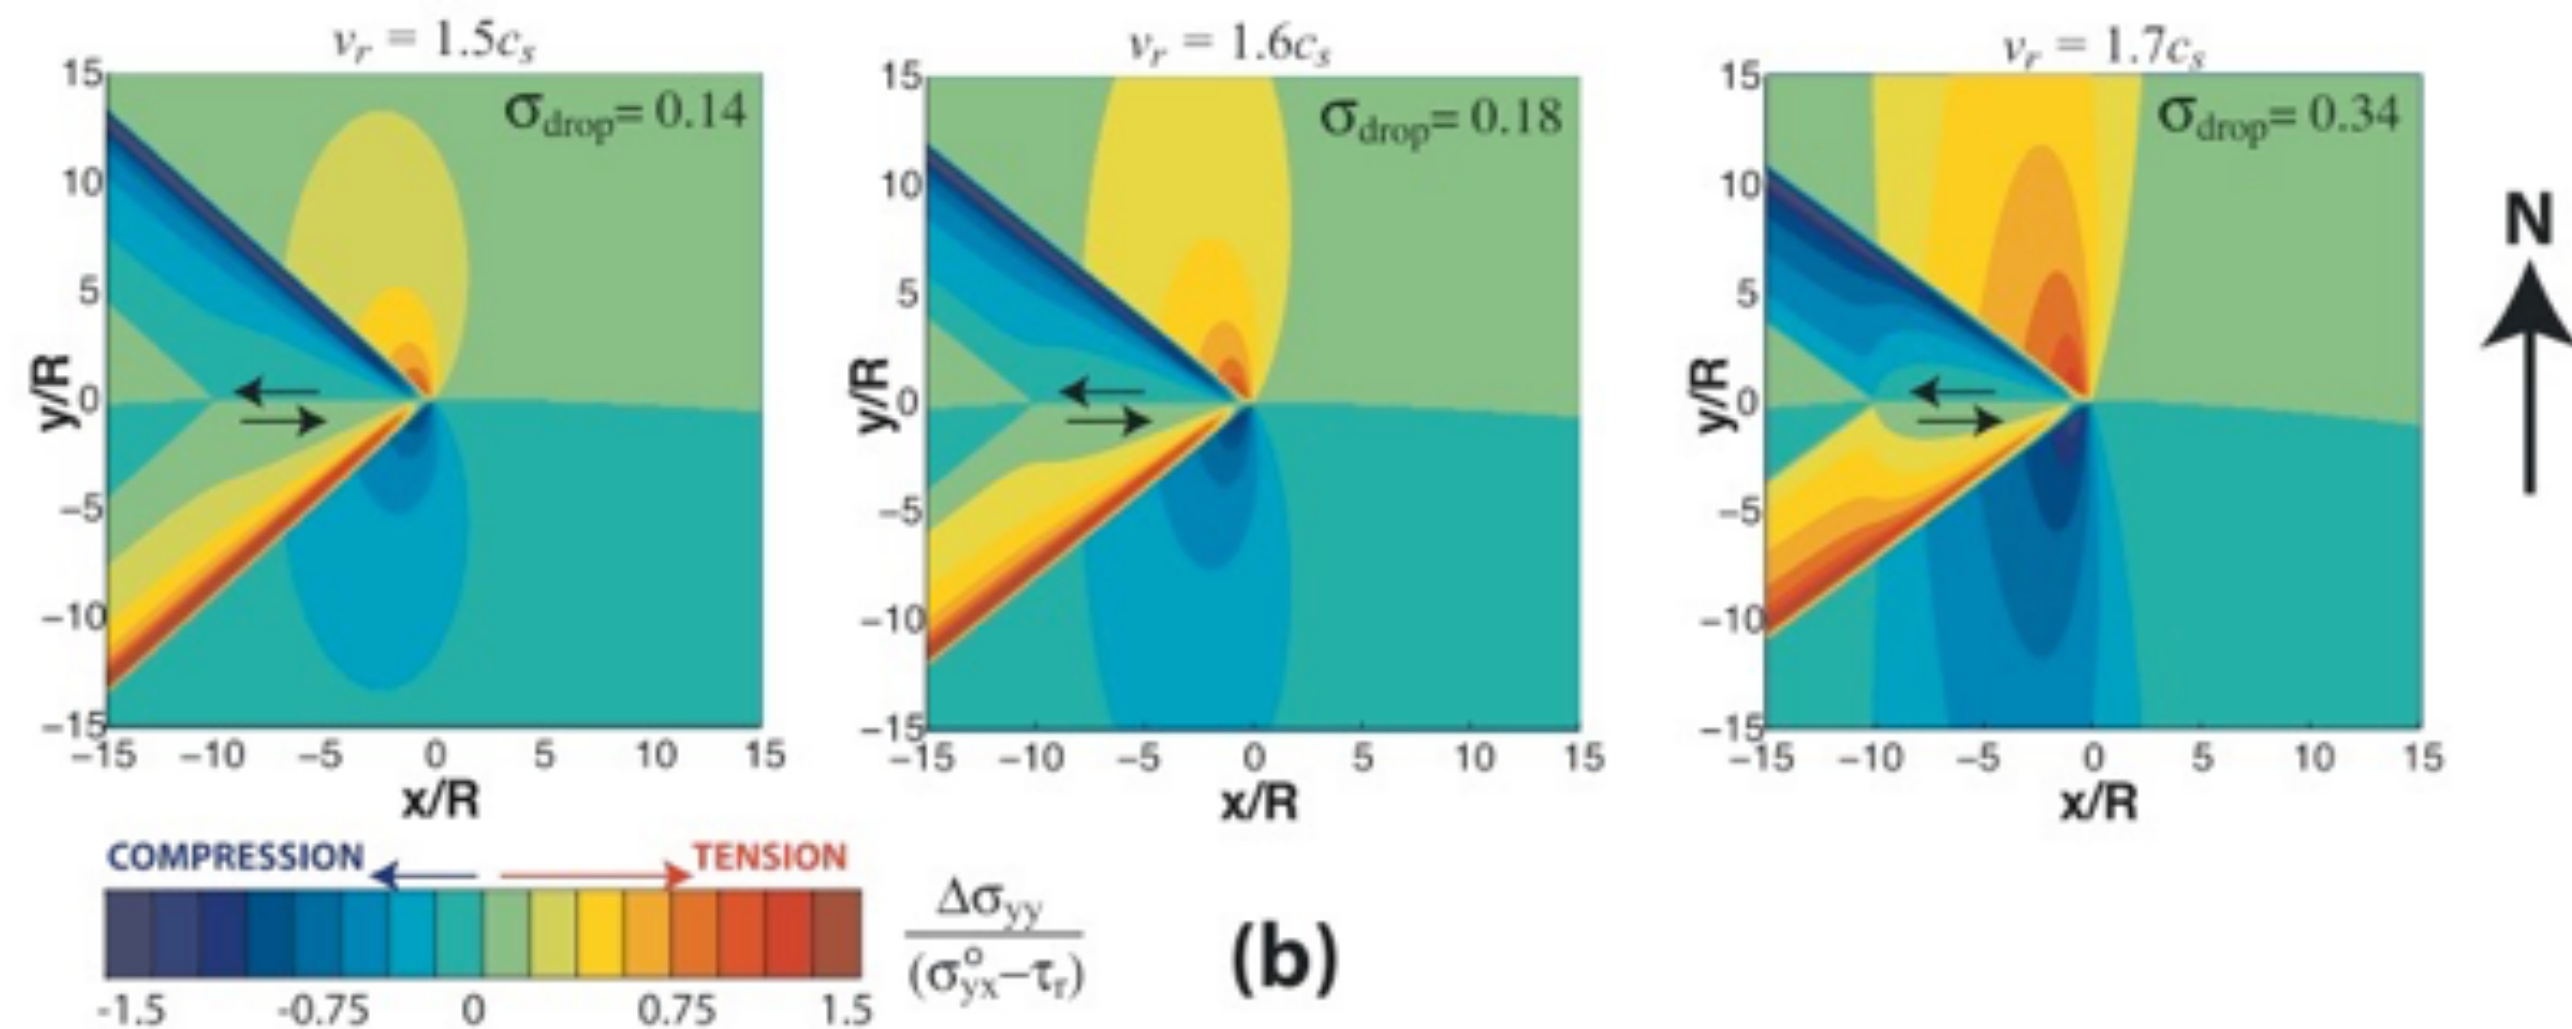 v_r = 1.5c_s
v_r = 1.6c_s
v_r = 1.7c_s
σ_drop= 0.14
σ_drop= 0.18
σ_drop= 0.34
N
y/R
15
10
5
0
−5
−10
−15
−15 −10 −5 0 5 10 15
x/R
y/R
15
10
5
0
−5
−10
−15
−15 −10 −5 0 5 10 15
x/R
y/R
15
10
5
0
−5
−10
−15
−15 −10 −5 0 5 10 15
x/R
COMPRESSION TENSION
-1.5 -0.75 0 0.75 1.5
Δσ_yy
(σ°_yx−τ_r)
(b)